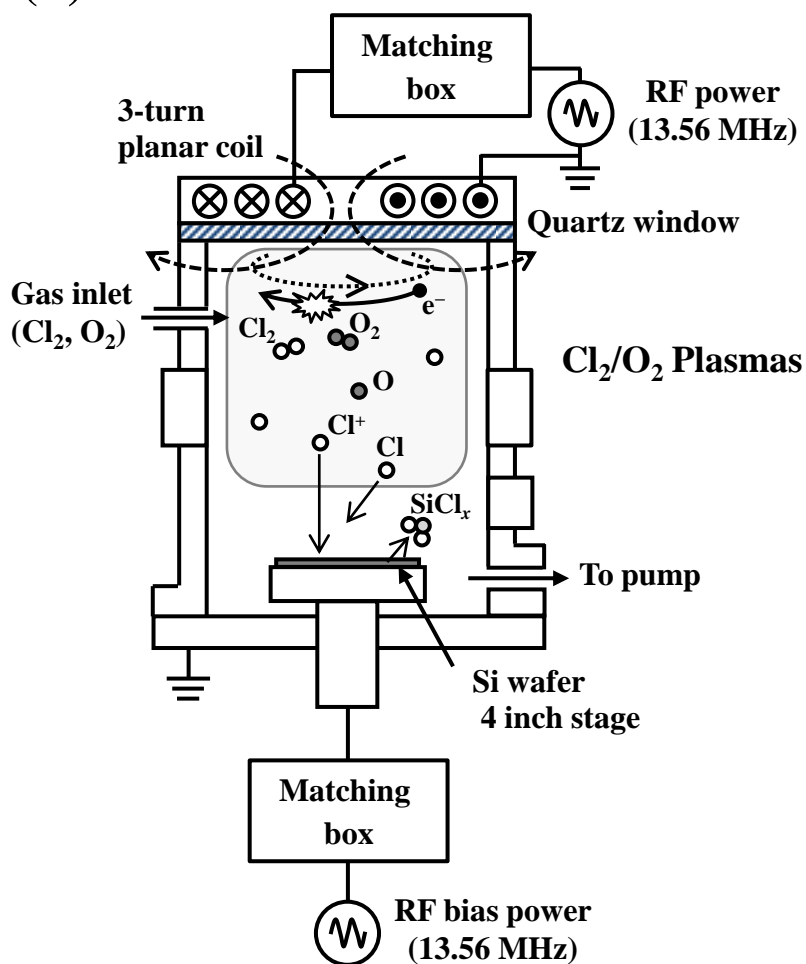 Matching
box
RF power
(13.56 MHz)
3-turn
planar coil
Quartz window
Gas inlet
(Cl₂, O₂)
e⁻
Cl₂
O₂
Cl₂/O₂ Plasmas
O
Cl⁺
Cl
SiClₓ
To pump
Si wafer
4 inch stage
Matching
box
RF bias power
(13.56 MHz)